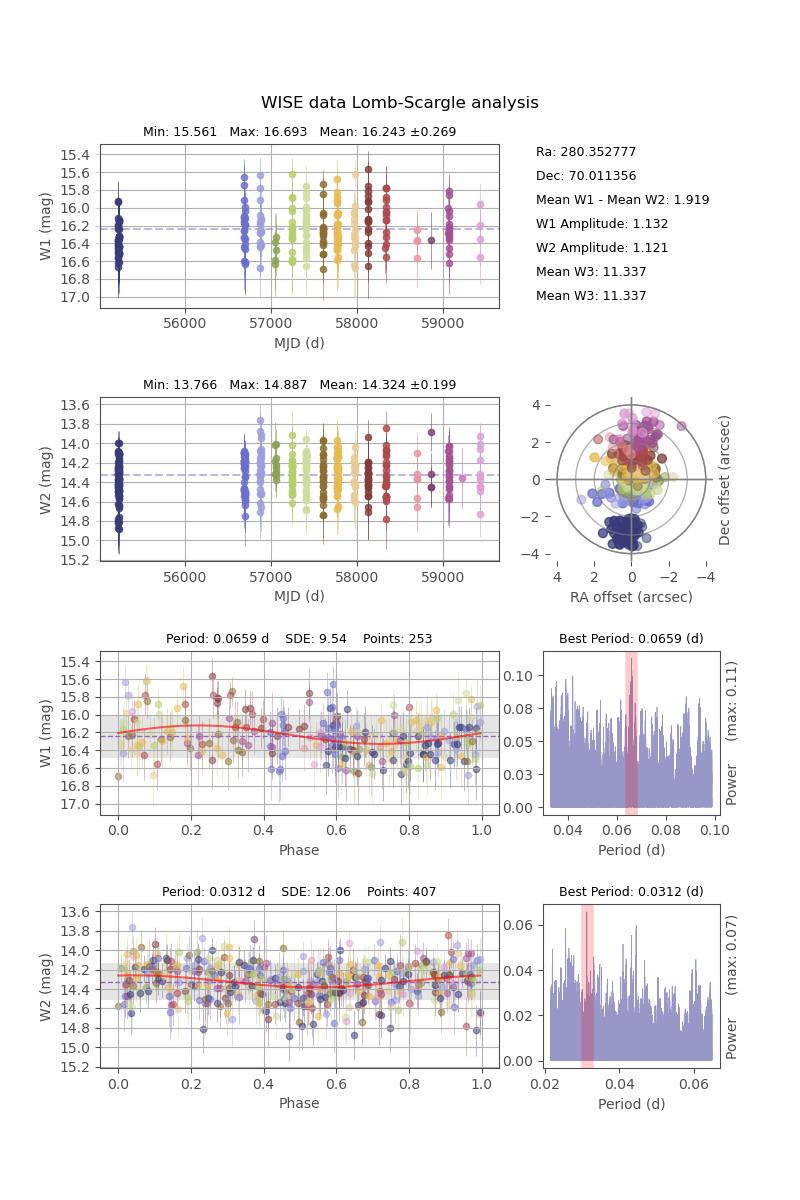 WISE data Lomb-Scargle analysis
Min: 15.561   Max: 16.693   Mean: 16.243 ±0.269
15.4
15.6
15.8
16.0
16.2
16.4
16.6
16.8
17.0
W1 (mag)
56000
57000
58000
59000
MJD (d)
Ra: 280.352777
Dec: 70.011356
Mean W1 - Mean W2: 1.919
W1 Amplitude: 1.132
W2 Amplitude: 1.121
Mean W3: 11.337
Mean W3: 11.337
Min: 13.766   Max: 14.887   Mean: 14.324 ±0.199
13.6
13.8
14.0
14.2
14.4
14.6
14.8
15.0
15.2
W2 (mag)
56000
57000
58000
59000
MJD (d)
4
2
0
−2
−4
4
2
0
−2
−4
RA offset (arcsec)
Dec offset (arcsec)
Period: 0.0659 d    SDE: 9.54    Points: 253
15.4
15.6
15.8
16.0
16.2
16.4
16.6
16.8
17.0
W1 (mag)
0.0
0.2
0.4
0.6
0.8
1.0
Phase
Best Period: 0.0659 (d)
0.10
0.08
0.05
0.03
0.00
0.04
0.06
0.08
0.10
Period (d)
Power    (max: 0.11)
Period: 0.0312 d    SDE: 12.06    Points: 407
13.6
13.8
14.0
14.2
14.4
14.6
14.8
15.0
15.2
W2 (mag)
0.0
0.2
0.4
0.6
0.8
1.0
Phase
Best Period: 0.0312 (d)
0.06
0.04
0.02
0.00
0.02
0.04
0.06
Period (d)
Power    (max: 0.07)